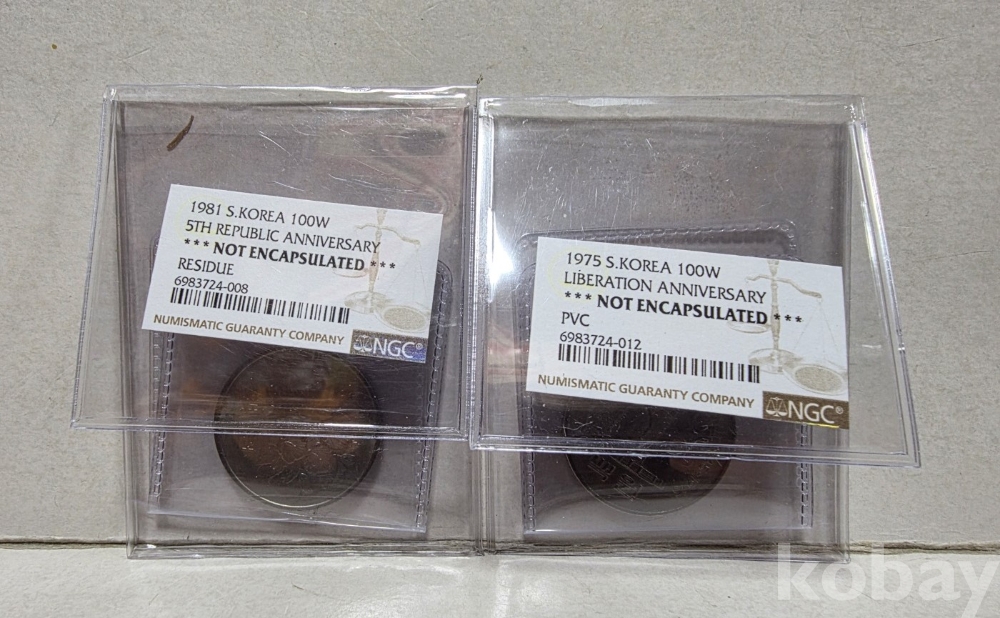 1981 S.KOREA 100W
5TH REPUBLIC ANNIVERSARY
*** NOT ENCAPSULATED ***
RESIDUE
6983724-008
NUMISMATIC GUARANTY COMPANY
NGC®
1975 S.KOREA 100W
LIBERATION ANNIVERSARY
*** NOT ENCAPSULATED ***
PVC
6983724-012
NUMISMATIC GUARANTY COMPANY
NGC®
kobay